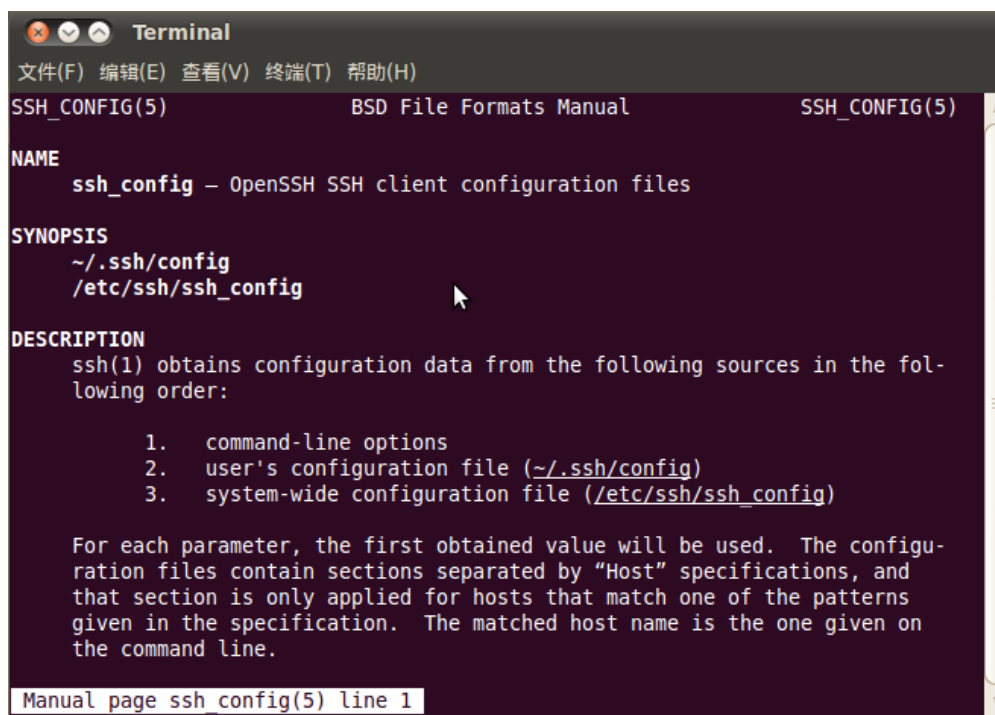 Terminal
文件(F) 编辑(E) 查看(V) 终端(T) 帮助(H)
SSH_CONFIG(5) BSD File Formats Manual SSH_CONFIG(5)
NAME
ssh_config — OpenSSH SSH client configuration files
SYNOPSIS
~/.ssh/config
/etc/ssh/ssh_config
DESCRIPTION
ssh(1) obtains configuration data from the following sources in the fol-
lowing order:
1. command-line options
2. user's configuration file (~/.ssh/config)
3. system-wide configuration file (/etc/ssh/ssh_config)
For each parameter, the first obtained value will be used. The configu-
ration files contain sections separated by “Host” specifications, and
that section is only applied for hosts that match one of the patterns
given in the specification. The matched host name is the one given on
the command line.
Manual page ssh_config(5) line 1